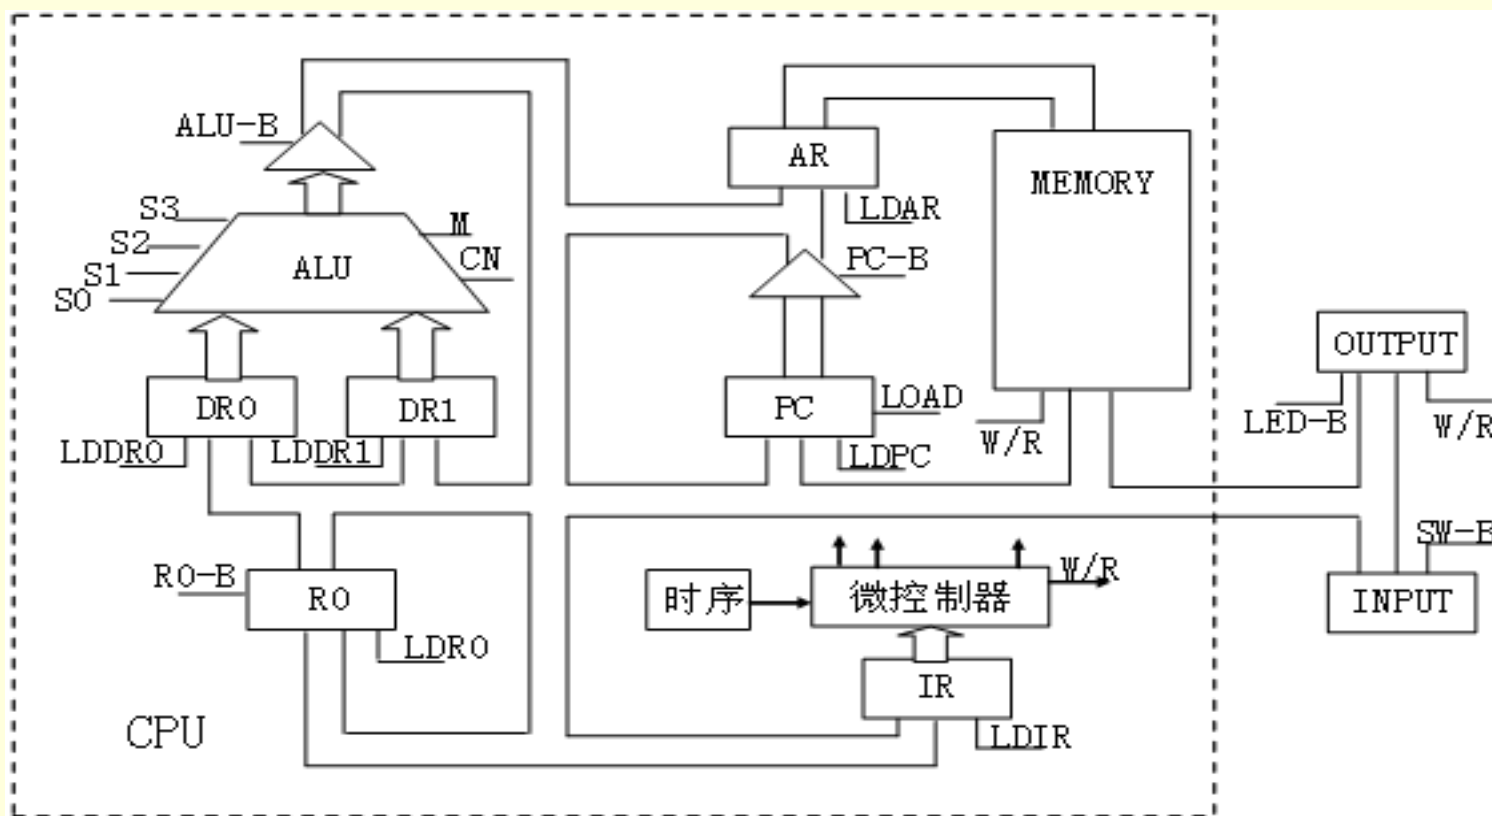 ALU-B
AR
MEMORY
S3
M
LDAR
S2
CN
PC-B
S1
ALU
S0
OUTPUT
DR0
DR1
PC
LOAD
LED-B
W/R
W/R
LDDR0
LDDR1
LDPC
SW-B
R0-B
R0
时序
微控制器
W/R
INPUT
LDR0
IR
CPU
LDIR